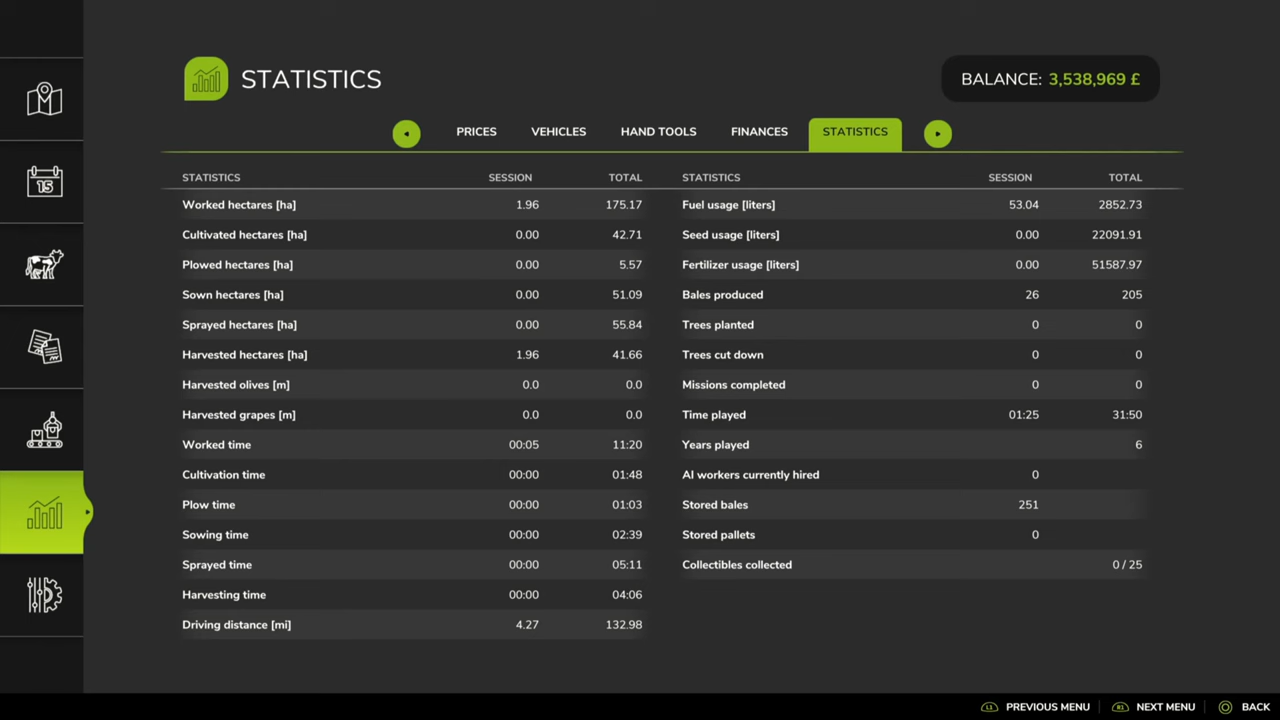 STATISTICS
BALANCE: 3,538,969 £
PRICES VEHICLES HAND TOOLS FINANCES STATISTICS
STATISTICS SESSION TOTAL STATISTICS SESSION TOTAL
Worked hectares [ha] 1.96 175.17 Fuel usage [liters] 53.04 2852.73
Cultivated hectares [ha] 0.00 42.71 Seed usage [liters] 0.00 22091.91
Plowed hectares [ha] 0.00 5.57 Fertilizer usage [liters] 0.00 51587.97
Sown hectares [ha] 0.00 51.09 Bales produced 26 205
Sprayed hectares [ha] 0.00 55.84 Trees planted 0 0
Harvested hectares [ha] 1.96 41.66 Trees cut down 0 0
Harvested olives [m] 0.0 0.0 Missions completed 0 0
Harvested grapes [m] 0.0 0.0 Time played 01:25 31:50
Worked time 00:05 11:20 Years played 6
Cultivation time 00:00 01:48 AI workers currently hired 0
Plow time 00:00 01:03 Stored bales 251
Sowing time 00:00 02:39 Stored pallets 0
Sprayed time 00:00 05:11 Collectibles collected 0 / 25
Harvesting time 00:00 04:06
Driving distance [mi] 4.27 132.98
15
L1 PREVIOUS MENU R1 NEXT MENU BACK